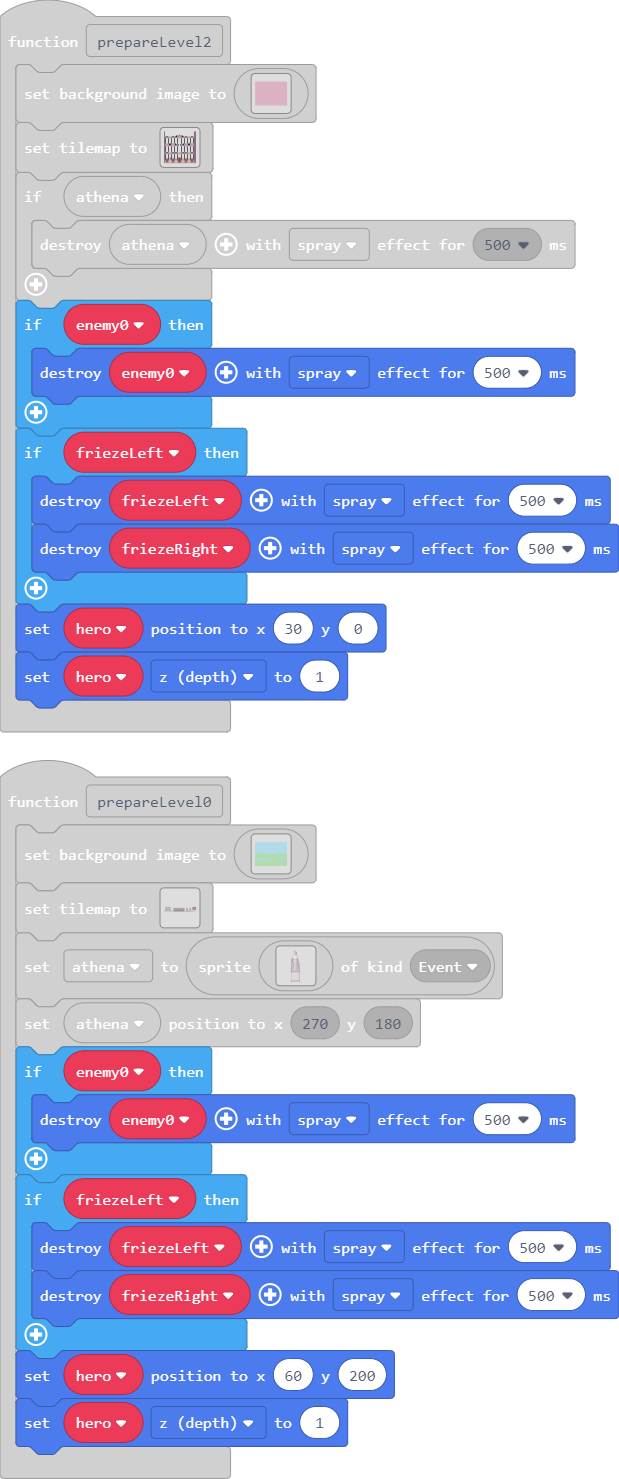 function prepareLevel2
set background image to
set tilemap to
if athena then
destroy athena with spray effect for 500 ms
if enemy0 then
destroy enemy0 with spray effect for 500 ms
if friezeLeft then
destroy friezeLeft with spray effect for 500 ms
destroy friezeRight with spray effect for 500 ms
set hero position to x 30 y 0
set hero z (depth) to 1
function prepareLevel0
set background image to
set tilemap to
set athena to sprite of kind Event
set athena position to x 270 y 180
if enemy0 then
destroy enemy0 with spray effect for 500 ms
if friezeLeft then
destroy friezeLeft with spray effect for 500 ms
destroy friezeRight with spray effect for 500 ms
set hero position to x 60 y 200
set hero z (depth) to 1